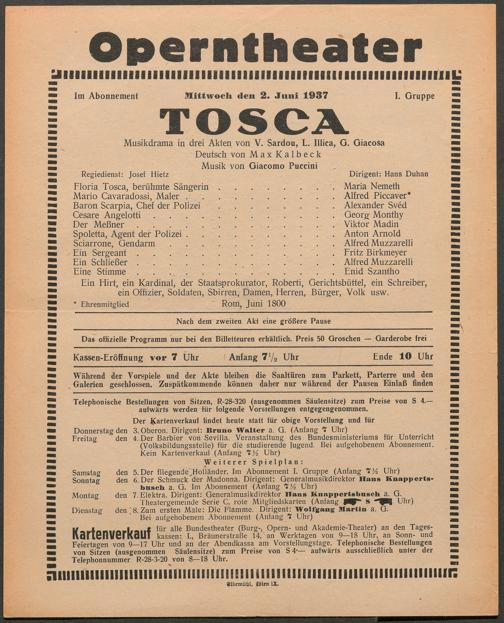 Operntheater
Im Abonnement Mittwoch den 2. Juni 1937 I. Gruppe
TOSCA
Musikdrama in drei Akten von V. Sardou, L. Illica, G. Giacosa
Deutsch von Max Kalbeck
Musik von Giacomo Puccini
Regiedienst: Josef Hietz Dirigent: Hans Duhan
Floria Tosca, berühmte Sängerin . . . . . . Maria Nemeth
Mario Cavaradossi, Maler . . . . . . . Alfred Piccaver*
Baron Scarpia, Chef der Polizei . . . . . . Alexander Svéd
Cesare Angelotti . . . . . . . . Georg Monthy
Der Meßner . . . . . . . . . Viktor Madin
Spoletta, Agent der Polizei . . . . . . . Anton Arnold
Sciarrone, Gendarm . . . . . . . . Alfred Muzzarelli
Ein Sergeant . . . . . . . . . Fritz Birkmeyer
Ein Schließer . . . . . . . . . Alfred Muzzarelli
Eine Stimme . . . . . . . . . Enid Szantho
Ein Hirt, ein Kardinal, der Staatsprokurator, Roberti, Gerichtsbüttel, ein Schreiber,
ein Offizier, Soldaten, Sbirren, Damen, Herren, Bürger, Volk usw.
* Ehrenmitglied Rom, Juni 1800
Nach dem zweiten Akt eine größere Pause
Das offizielle Programm nur bei den Billetteuren erhältlich. Preis 50 Groschen — Garderobe frei
Kassen-Eröffnung vor 7 Uhr Anfang 7½ Uhr Ende 10 Uhr
Während der Vorspiele und der Akte bleiben die Saaltüren zum Parkett, Parterre und den
Galerien geschlossen. Zuspätkommende können daher nur während der Pausen Einlaß finden
Telephonische Bestellungen von Sitzen, R-28-320 (ausgenommen Säulensitze) zum Preise von S 4.—
aufwärts werden für folgende Vorstellungen entgegengenommen.
Der Kartenverkauf findet heute statt für obige Vorstellung und für
Donnerstag den 3. Oberon. Dirigent: Bruno Walter a. G. (Anfang 7 Uhr)
Freitag den 4. Der Barbier von Sevilla. Veranstaltung des Bundesministeriums für Unterricht
(Volksbildungsstelle) für die studierende Jugend. Bei aufgehobenem Abonnement.
Kein Kartenverkauf (Anfang 7½ Uhr)
Weiterer Spielplan:
Samstag den 5. Der fliegende Holländer. Im Abonnement I. Gruppe (Anfang 7½ Uhr)
Sonntag den 6. Der Schmuck der Madonna. Dirigent: Generalmusikdirektor Hans Knapperts-
busch a. G. Im Abonnement (Anfang 7½ Uhr)
Montag den 7. Elektra. Dirigent: Generalmusikdirektor Hans Knappertsbusch a. G.
Theatergemeinde Serie C, rote Mitgliedskarten (Anfang 8 Uhr)
Dienstag den 8. Zum ersten Male: Die Flamme. Dirigent: Wolfgang Martin a. G.
Bei aufgehobenem Abonnement (Anfang 7 Uhr)
Kartenverkauf für alle Bundestheater (Burg-, Opern- und Akademie-Theater) an den Tages-
kassen: I., Bräunerstraße 14, an Werktagen von 9—18 Uhr, an Sonn- und
Feiertagen von 9—17 Uhr und an der Abendkassa am Vorstellungstage. Telephonische Bestellungen
von Sitzen (ausgenommen Säulensitze) zum Preise von S 4·— aufwärts ausschließlich unter der
Telephonnummer R-28-3-20 von 8—18 Uhr.
Elbemühl, Wien IX.